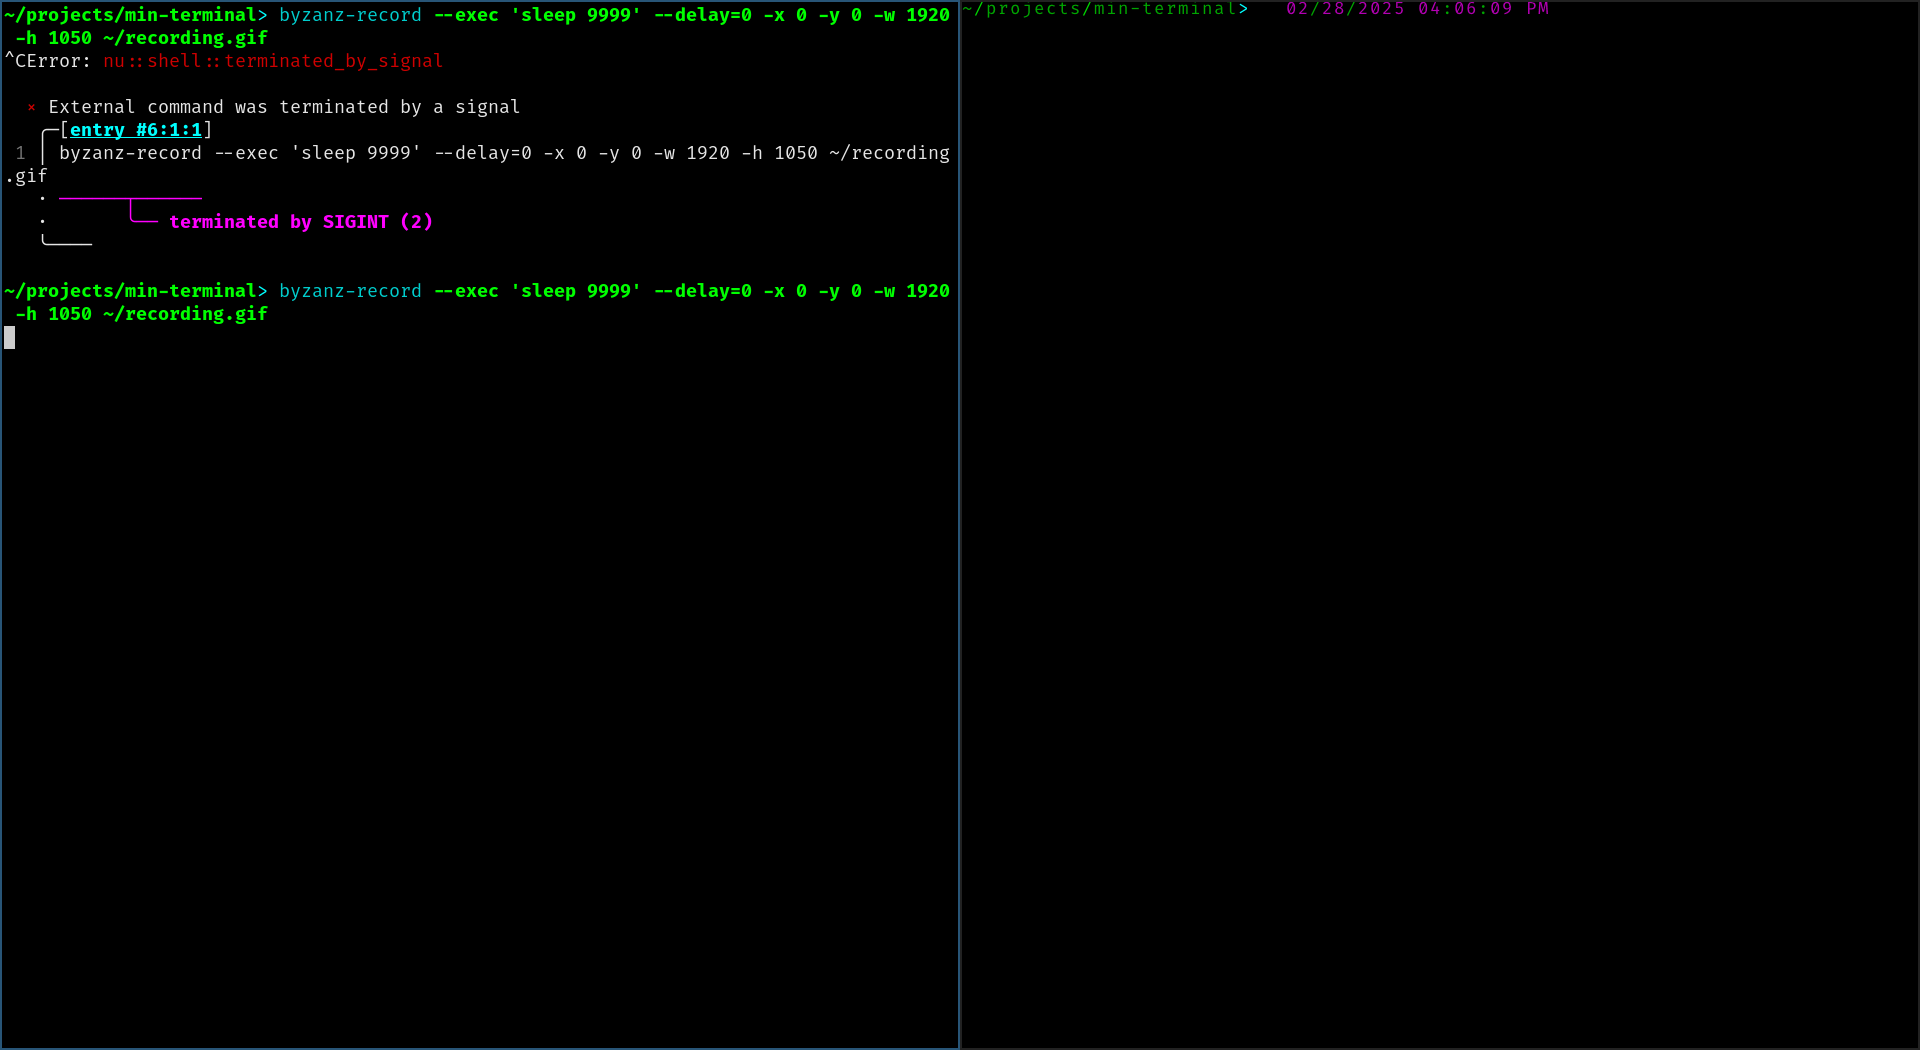 ~/projects/min-terminal> byzanz-record --exec 'sleep 9999' --delay=0 -x 0 -y 0 -w 1920
 -h 1050 ~/recording.gif
^CError: nu::shell::terminated_by_signal
  × External command was terminated by a signal
   ╭─[entry #6:1:1]
 1 │ byzanz-record --exec 'sleep 9999' --delay=0 -x 0 -y 0 -w 1920 -h 1050 ~/recording
.gif
   · ──────┬──────
   ·       ╰── terminated by SIGINT (2)
   ╰────
~/projects/min-terminal> byzanz-record --exec 'sleep 9999' --delay=0 -x 0 -y 0 -w 1920
 -h 1050 ~/recording.gif
~/projects/min-terminal>   02/28/2025 04:06:09 PM